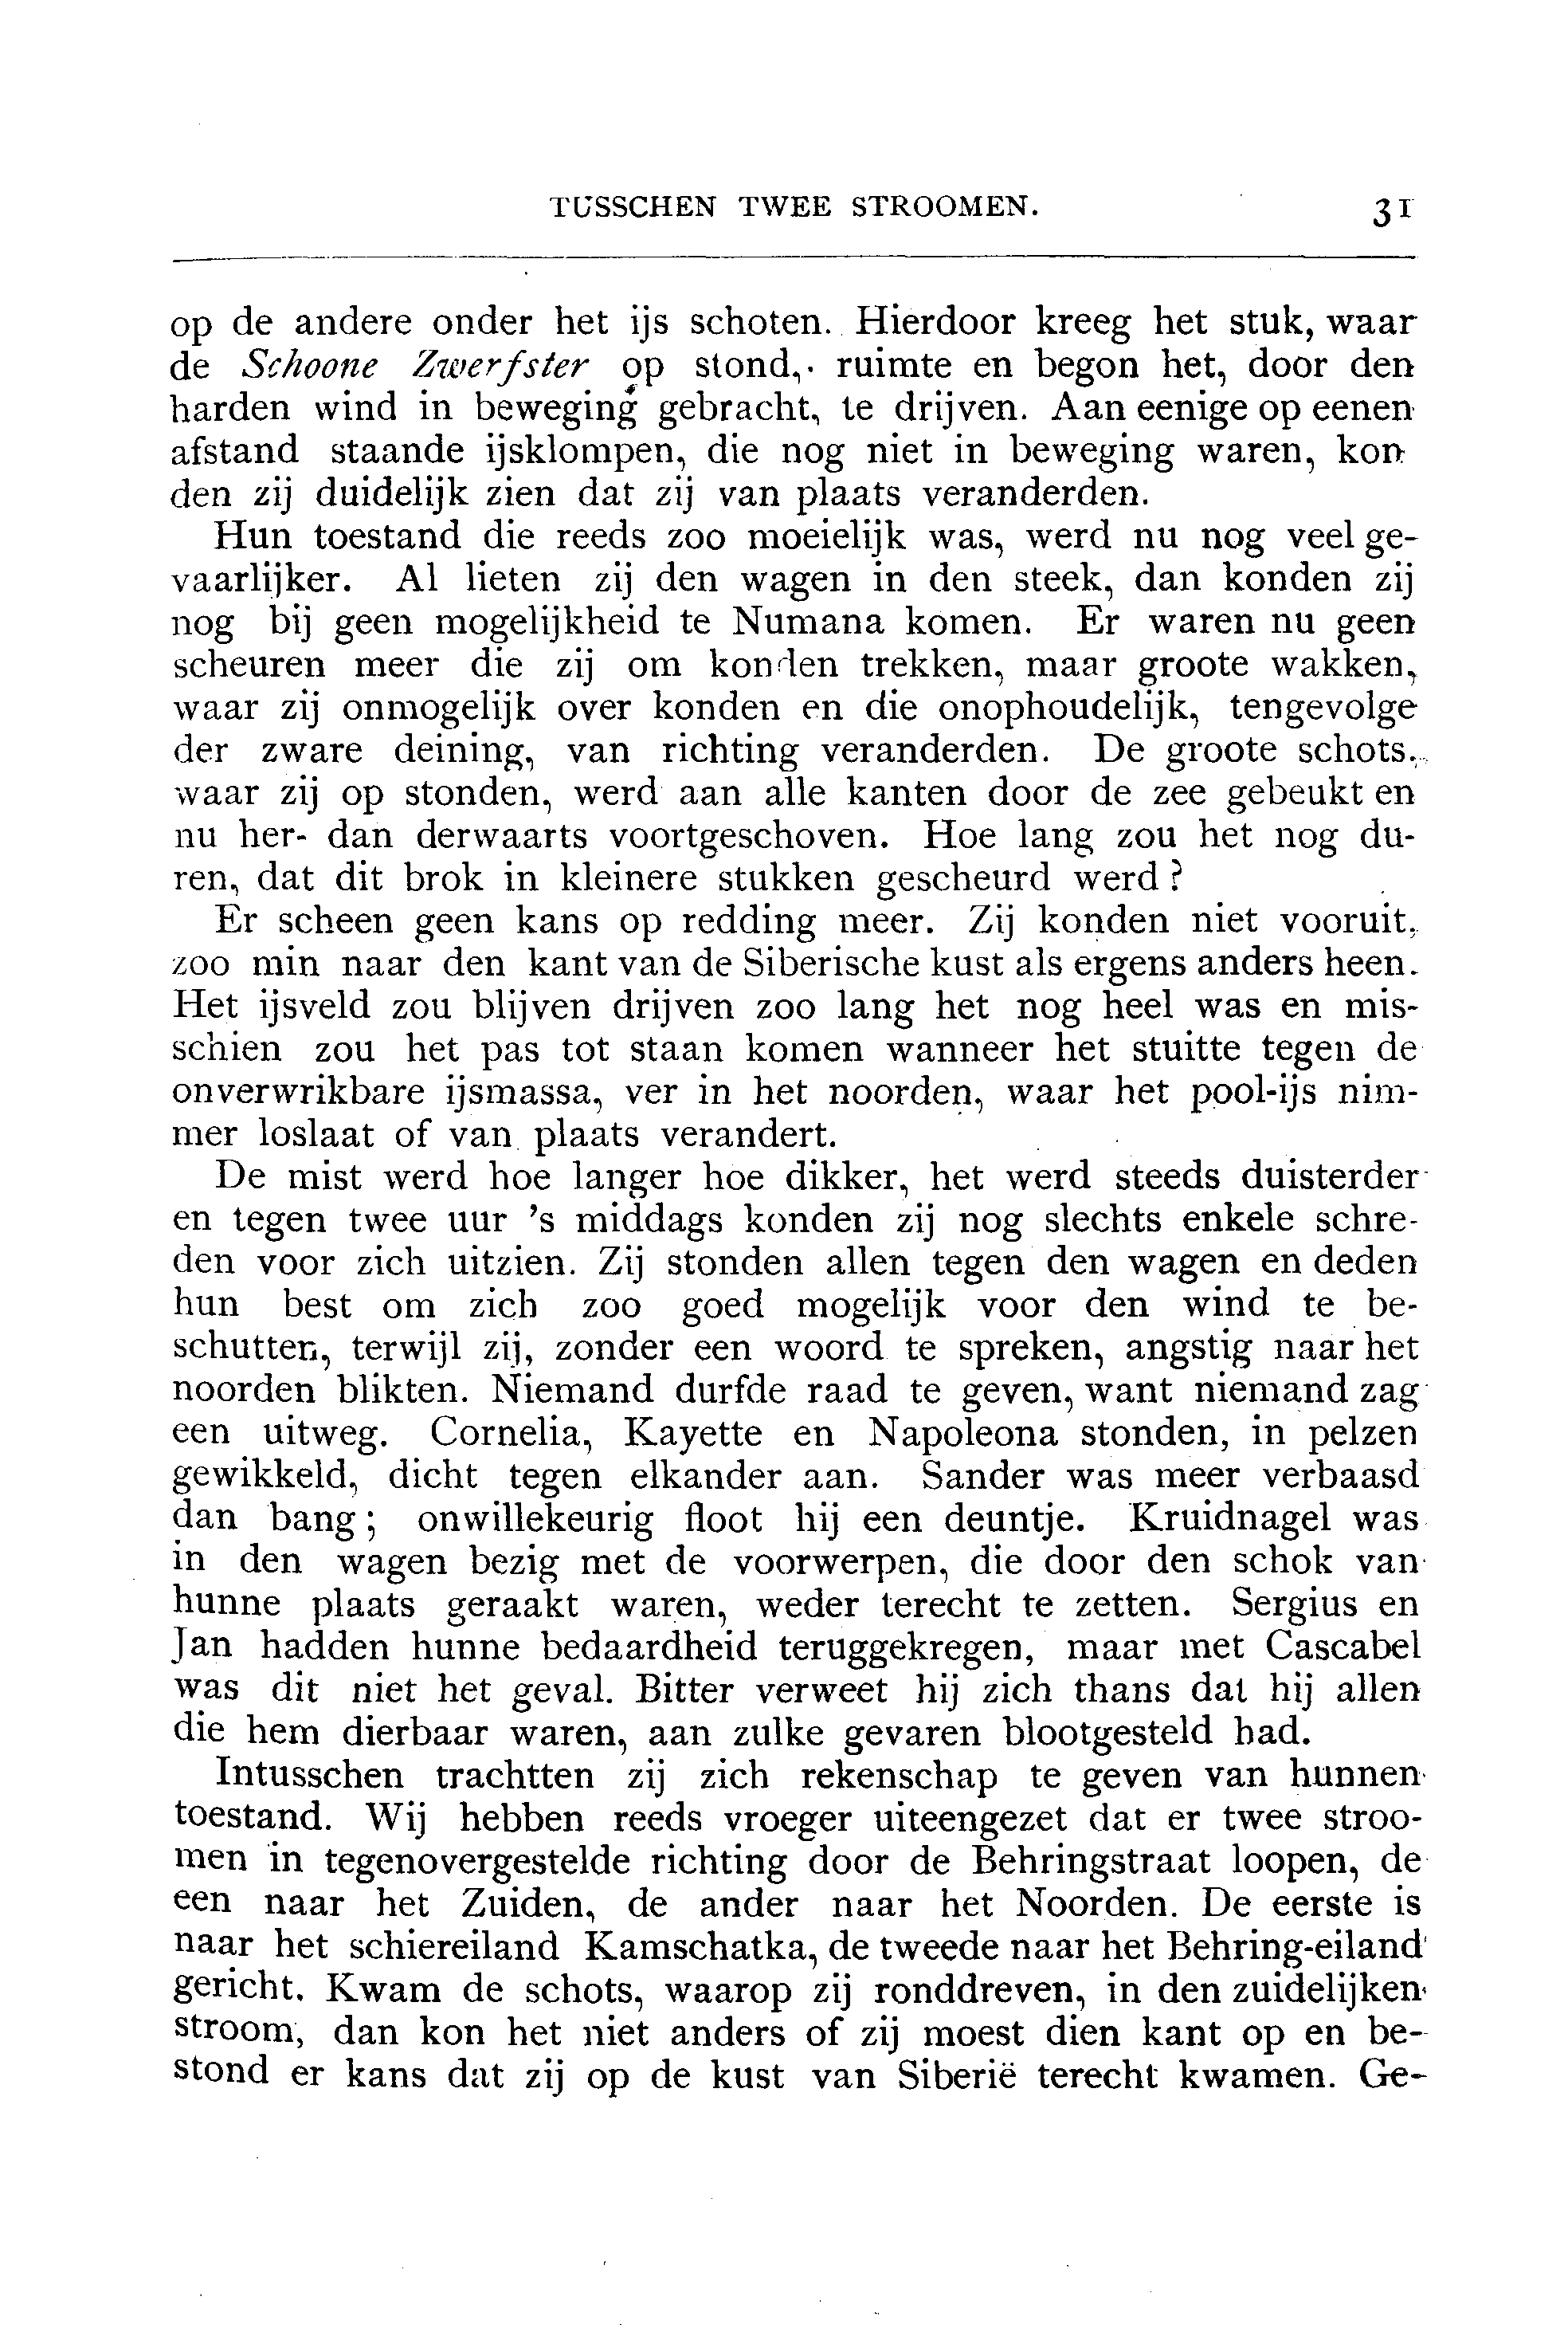 TUSSCHEN TWEE STROOMEN. 31
op de andere onder het ijs schoten. Hierdoor kreeg het stuk, waar
de Schoone Zwerfster op stond, ruimte en begon het, door den
harden wind in beweging gebracht, te drijven. Aan eenige op eenen
afstand staande ijsklompen, die nog niet in beweging waren, kon
den zij duidelijk zien dat zij van plaats veranderden.
Hun toestand die reeds zoo moeielijk was, werd nu nog veel ge-
vaarlijker. Al lieten zij den wagen in den steek, dan konden zij
nog bij geen mogelijkheid te Numana komen. Er waren nu geen
scheuren meer die zij om konden trekken, maar groote wakken,
waar zij onmogelijk over konden en die onophoudelijk, tengevolge
der zware deining, van richting veranderden. De groote schots,
waar zij op stonden, werd aan alle kanten door de zee gebeukt en
nu her- dan derwaarts voortgeschoven. Hoe lang zou het nog du-
ren, dat dit brok in kleinere stukken gescheurd werd?
Er scheen geen kans op redding meer. Zij konden niet vooruit,
zoo min naar den kant van de Siberische kust als ergens anders heen.
Het ijsveld zou blijven drijven zoo lang het nog heel was en mis-
schien zou het pas tot staan komen wanneer het stuitte tegen de
onverwrikbare ijsmassa, ver in het noorden, waar het pool-ijs nim-
mer loslaat of van plaats verandert.
De mist werd hoe langer hoe dikker, het werd steeds duisterder
en tegen twee uur 's middags konden zij nog slechts enkele schre-
den voor zich uitzien. Zij stonden allen tegen den wagen en deden
hun best om zich zoo goed mogelijk voor den wind te be-
schutten, terwijl zij, zonder een woord te spreken, angstig naar het
noorden blikten. Niemand durfde raad te geven, want niemand zag
een uitweg. Cornelia, Kayette en Napoleona stonden, in pelzen
gewikkeld, dicht tegen elkander aan. Sander was meer verbaasd
dan bang; onwillekeurig floot hij een deuntje. Kruidnagel was
in den wagen bezig met de voorwerpen, die door den schok van
hunne plaats geraakt waren, weder terecht te zetten. Sergius en
Jan hadden hunne bedaardheid teruggekregen, maar met Cascabel
was dit niet het geval. Bitter verweet hij zich thans dat hij allen
die hem dierbaar waren, aan zulke gevaren blootgesteld had.
Intusschen trachtten zij zich rekenschap te geven van hunnen
toestand. Wij hebben reeds vroeger uiteengezet dat er twee stroo-
men in tegenovergestelde richting door de Behringstraat loopen, de
een naar het Zuiden, de ander naar het Noorden. De eerste is
naar het schiereiland Kamschatka, de tweede naar het Behring-eiland
gericht. Kwam de schots, waarop zij ronddreven, in den zuidelijken
stroom, dan kon het niet anders of zij moest dien kant op en be-
stond er kans dat zij op de kust van Siberië terecht kwamen. Ge-